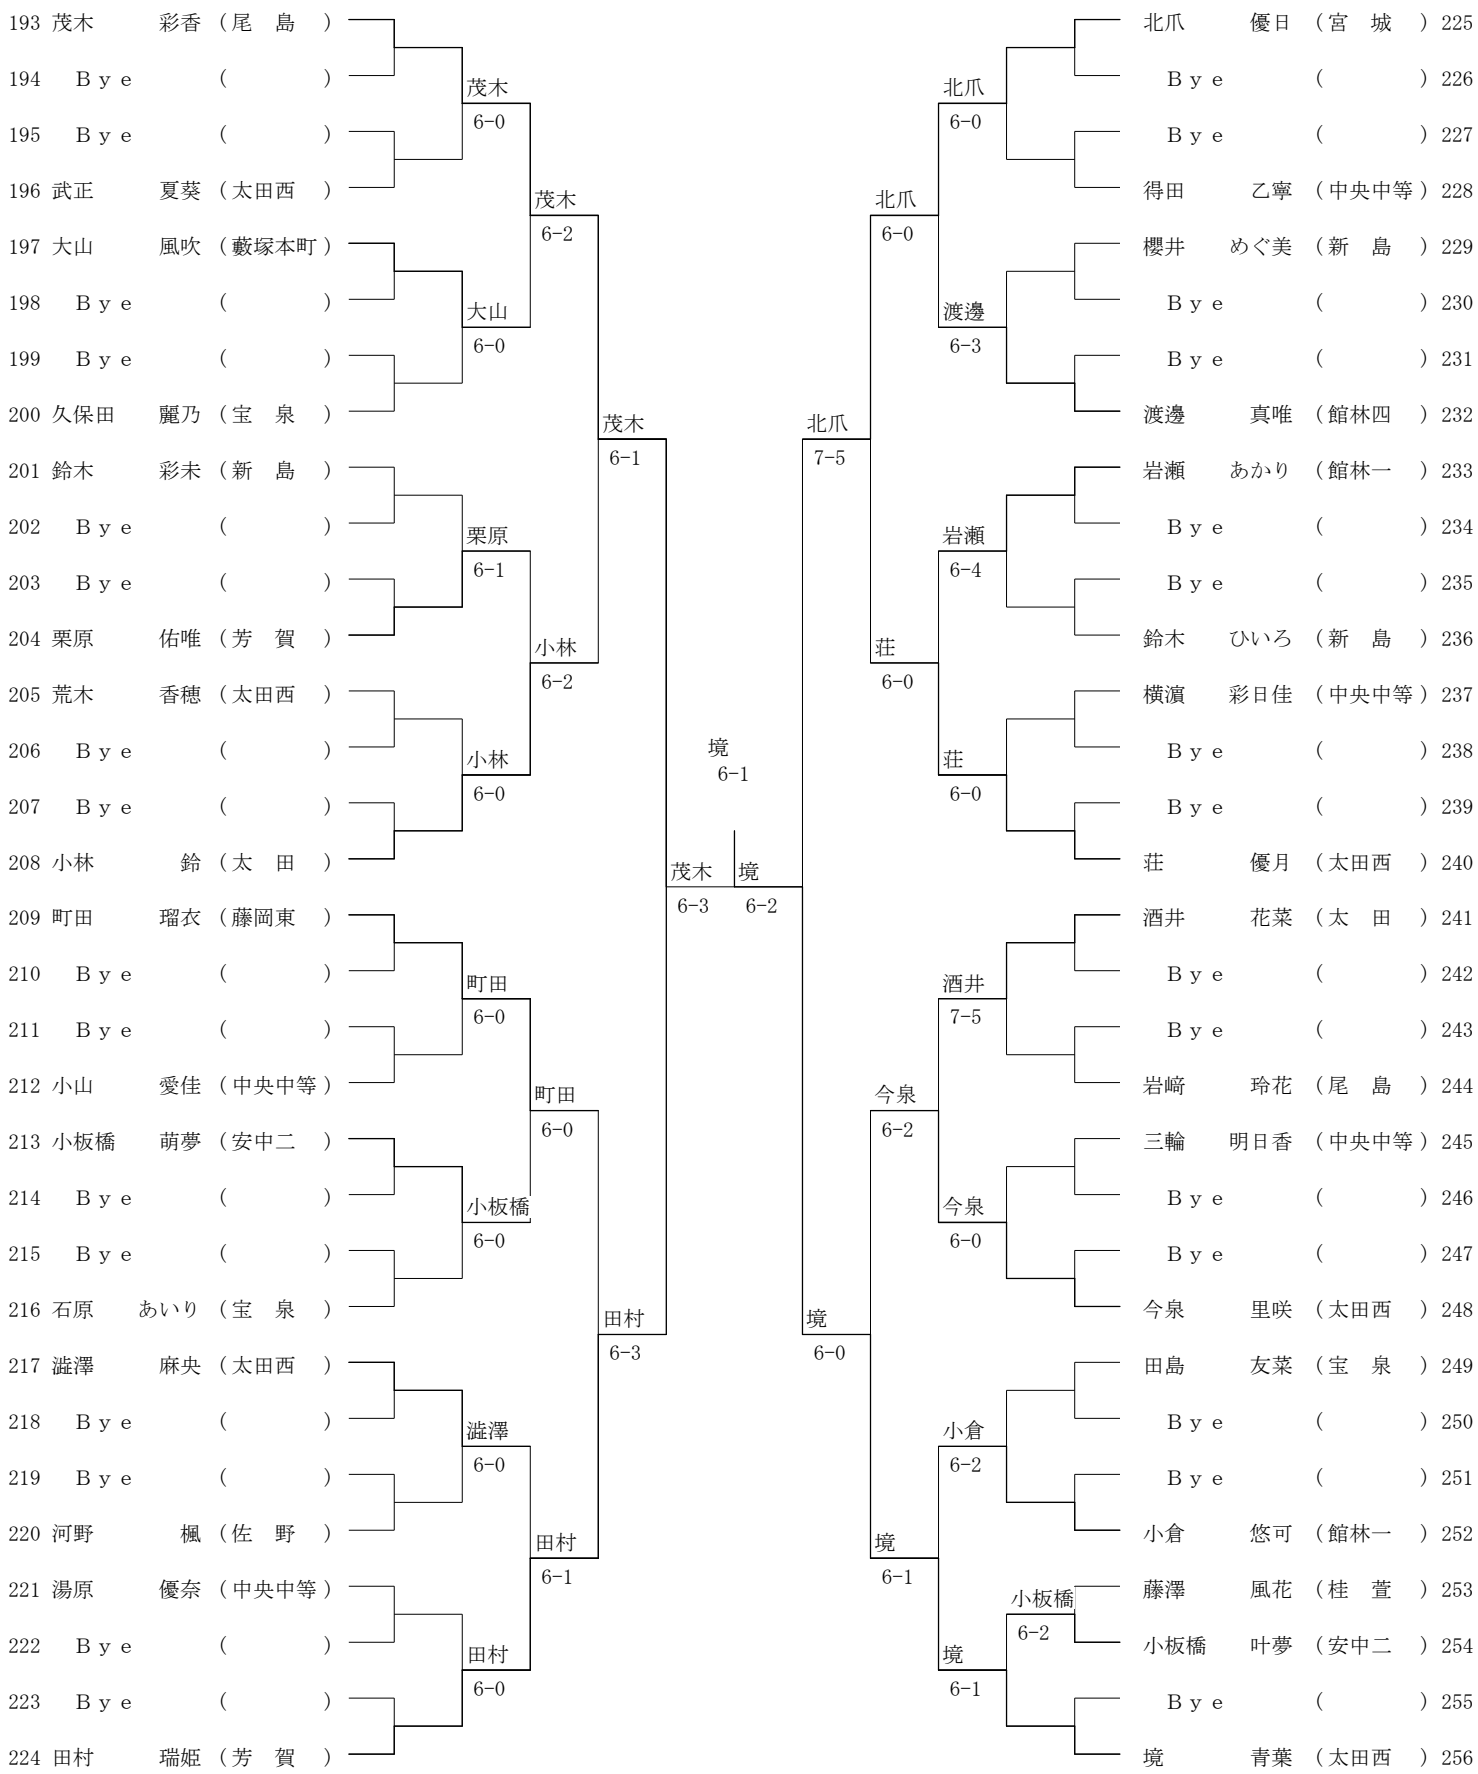 193 茂木 彩香 (尾 島 )
194 Bye ( )
195 Bye ( )
196 武正 夏葵 (太田西 )
197 大山 風吹 (藪塚本町)
198 Bye ( )
199 Bye ( )
200 久保田 麗乃 (宝 泉 )
201 鈴木 彩未 (新 島 )
202 Bye ( )
203 Bye ( )
204 栗原 佑唯 (芳 賀 )
205 荒木 香穂 (太田西 )
206 Bye ( )
207 Bye ( )
208 小林 鈴 (太 田 )
209 町田 瑠衣 (藤岡東 )
210 Bye ( )
211 Bye ( )
212 小山 愛佳 (中央中等)
213 小板橋 萌夢 (安中二 )
214 Bye ( )
215 Bye ( )
216 石原 あいり (宝 泉 )
217 澁澤 麻央 (太田西 )
218 Bye ( )
219 Bye ( )
220 河野 楓 (佐 野 )
221 湯原 優奈 (中央中等)
222 Bye ( )
223 Bye ( )
224 田村 瑞姫 (芳 賀 )
茂木
6-0
大山
6-0
栗原
6-1
小林
6-0
町田
6-0
小板橋
6-0
澁澤
6-0
田村
6-0
茂木
6-2
小林
6-2
町田
6-0
田村
6-1
茂木
6-1
田村
6-3
茂木
6-3
境
6-1
境
6-2
北爪
7-5
境
6-0
北爪
6-0
荘
6-0
今泉
6-2
境
6-1
北爪
6-0
渡邊
6-3
岩瀬
6-4
荘
6-0
酒井
7-5
今泉
6-0
小倉
6-2
境
6-1
小板橋
6-2
北爪 優日 (宮 城 ) 225
Bye ( ) 226
Bye ( ) 227
得田 乙寧 (中央中等) 228
櫻井 めぐ美 (新 島 ) 229
Bye ( ) 230
Bye ( ) 231
渡邊 真唯 (館林四 ) 232
岩瀬 あかり (館林一 ) 233
Bye ( ) 234
Bye ( ) 235
鈴木 ひいろ (新 島 ) 236
横濵 彩日佳 (中央中等) 237
Bye ( ) 238
Bye ( ) 239
荘 優月 (太田西 ) 240
酒井 花菜 (太 田 ) 241
Bye ( ) 242
Bye ( ) 243
岩﨑 玲花 (尾 島 ) 244
三輪 明日香 (中央中等) 245
Bye ( ) 246
Bye ( ) 247
今泉 里咲 (太田西 ) 248
田島 友菜 (宝 泉 ) 249
Bye ( ) 250
Bye ( ) 251
小倉 悠可 (館林一 ) 252
藤澤 風花 (桂 萱 ) 253
小板橋 叶夢 (安中二 ) 254
Bye ( ) 255
境 青葉 (太田西 ) 256